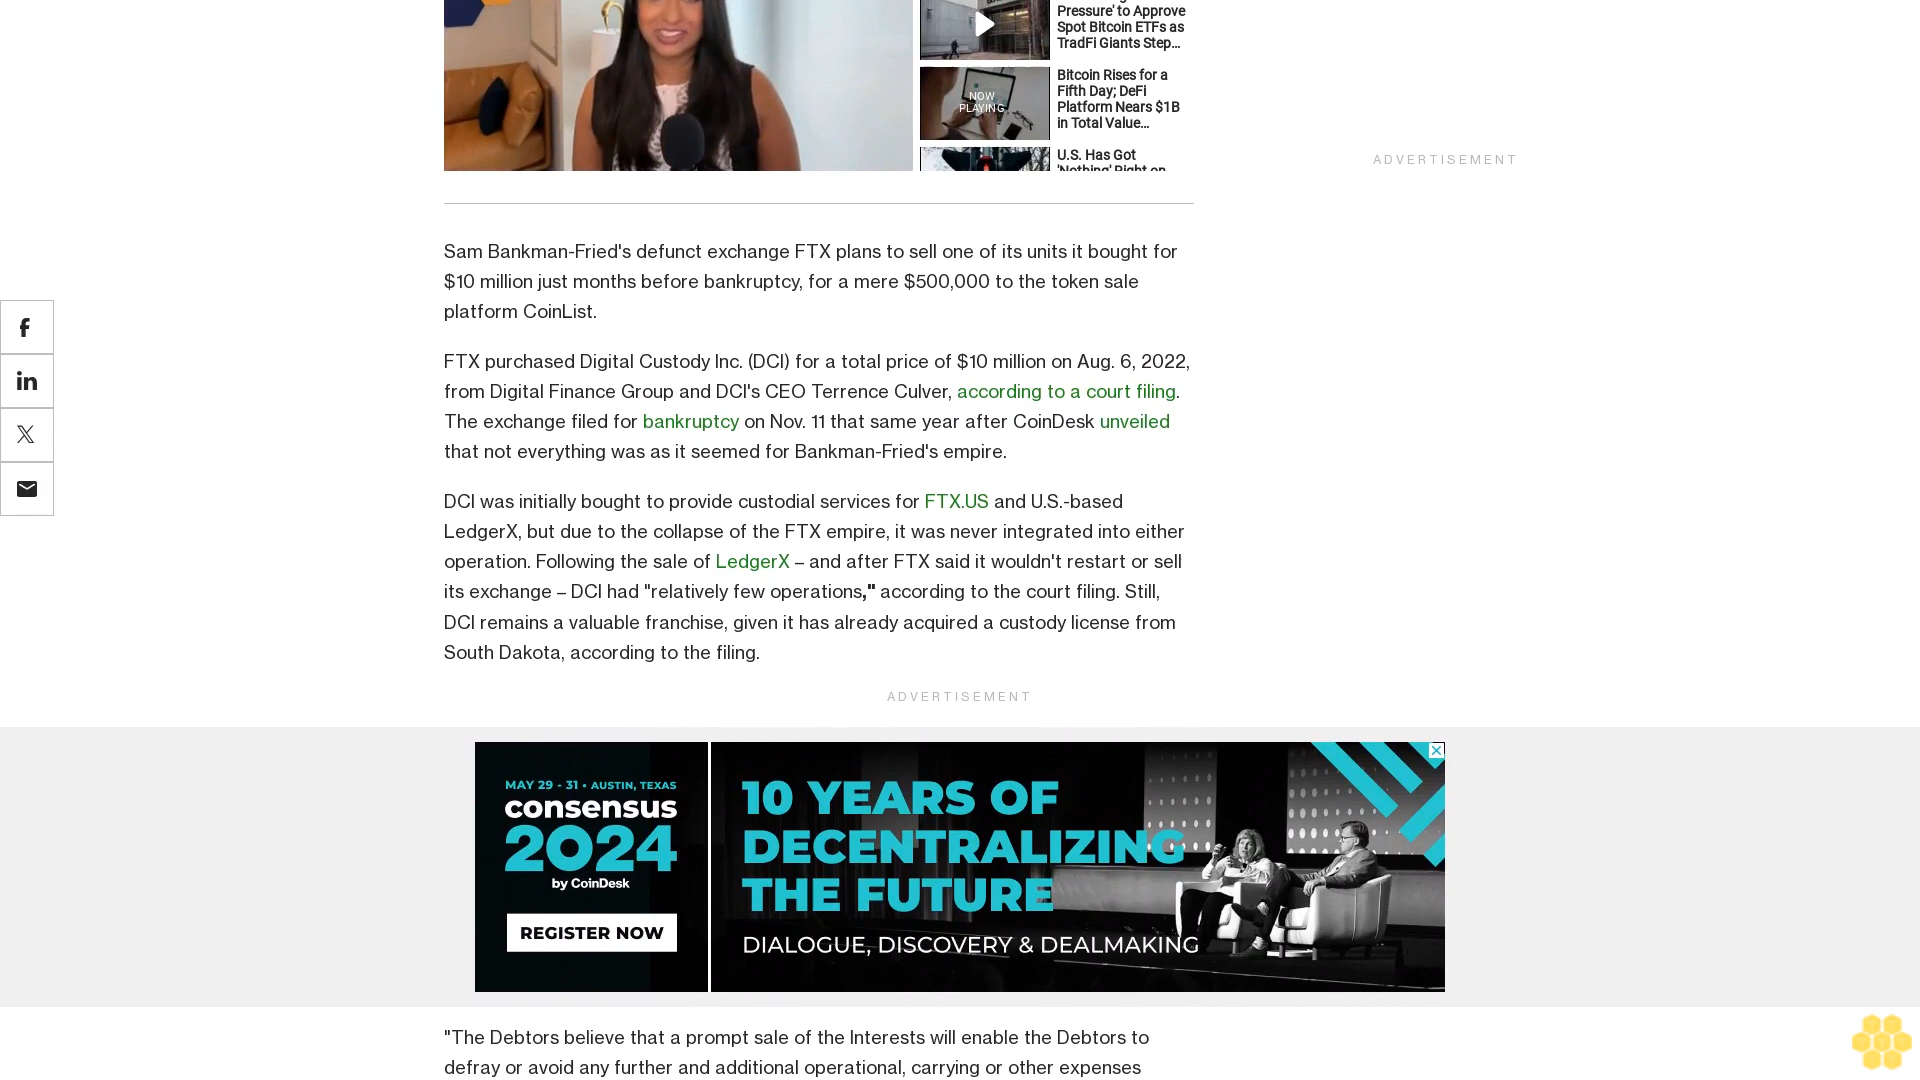 Pressure' to Approve
Spot Bitcoin ETFs as
TradFi Giants Step...
NOW
PLAYING
Bitcoin Rises for a
Fifth Day; DeFi
Platform Nears $1B
in Total Value...
U.S. Has Got
'Nothing' Right on
ADVERTISEMENT
Sam Bankman-Fried's defunct exchange FTX plans to sell one of its units it bought for
$10 million just months before bankruptcy, for a mere $500,000 to the token sale
platform CoinList.
FTX purchased Digital Custody Inc. (DCI) for a total price of $10 million on Aug. 6, 2022,
from Digital Finance Group and DCI's CEO Terrence Culver, according to a court filing.
The exchange filed for bankruptcy on Nov. 11 that same year after CoinDesk unveiled
that not everything was as it seemed for Bankman-Fried's empire.
DCI was initially bought to provide custodial services for FTX.US and U.S.-based
LedgerX, but due to the collapse of the FTX empire, it was never integrated into either
operation. Following the sale of LedgerX – and after FTX said it wouldn't restart or sell
its exchange – DCI had "relatively few operations," according to the court filing. Still,
DCI remains a valuable franchise, given it has already acquired a custody license from
South Dakota, according to the filing.
ADVERTISEMENT
MAY 29 - 31 • AUSTIN, TEXAS
consensus
2024
by CoinDesk
REGISTER NOW
10 YEARS OF
DECENTRALIZING
THE FUTURE
DIALOGUE, DISCOVERY & DEALMAKING
"The Debtors believe that a prompt sale of the Interests will enable the Debtors to
defray or avoid any further and additional operational, carrying or other expenses